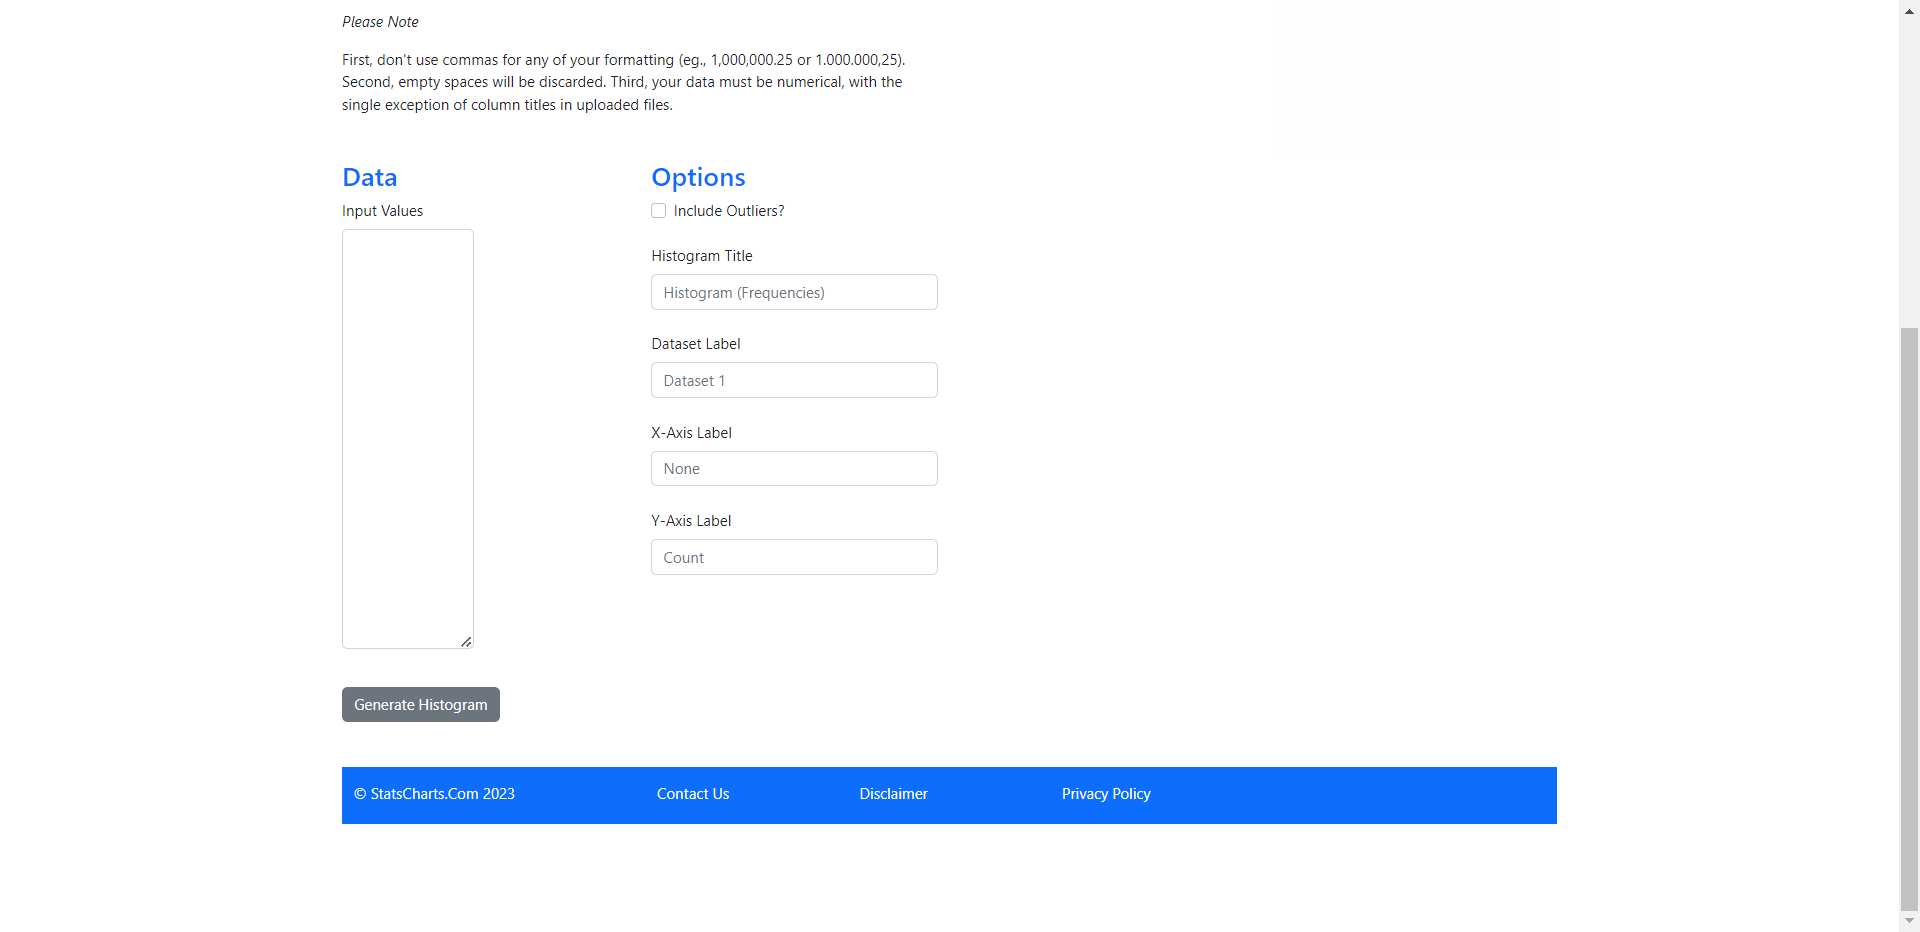 Please Note
First, don't use commas for any of your formatting (eg., 1,000,000.25 or 1.000.000,25).
Second, empty spaces will be discarded. Third, your data must be numerical, with the
single exception of column titles in uploaded files.
Data
Input Values
Generate Histogram
Options
Include Outliers?
Histogram Title
Histogram (Frequencies)
Dataset Label
Dataset 1
X-Axis Label
None
Y-Axis Label
Count
© StatsCharts.Com 2023
Contact Us
Disclaimer
Privacy Policy